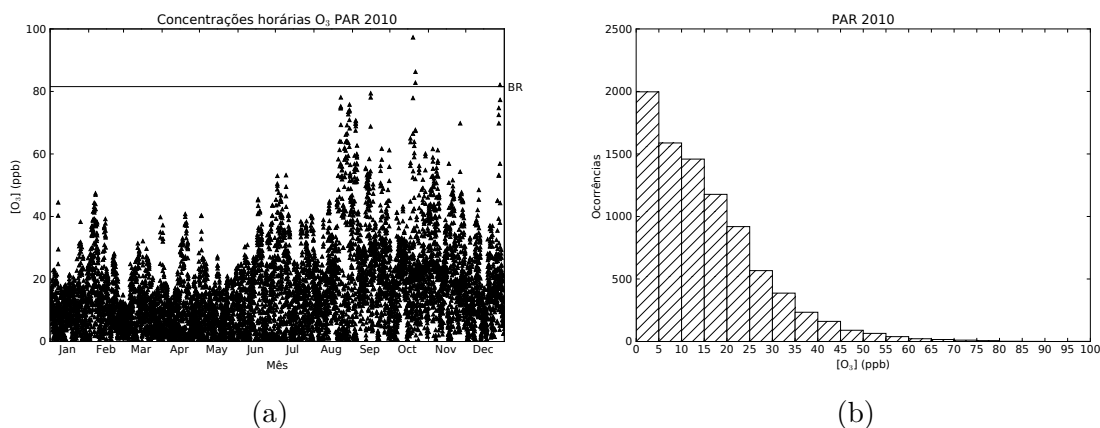 Concentrações horárias O₃ PAR 2010
100
80
60
40
20
0
[O₃] (ppb)
BR
Jan Feb Mar Apr May Jun Jul Aug Sep Oct Nov Dec
Mês
(a)
PAR 2010
2500
2000
1500
1000
500
0
Ocorrências
0 5 10 15 20 25 30 35 40 45 50 55 60 65 70 75 80 85 90 95 100
[O₃] (ppb)
(b)